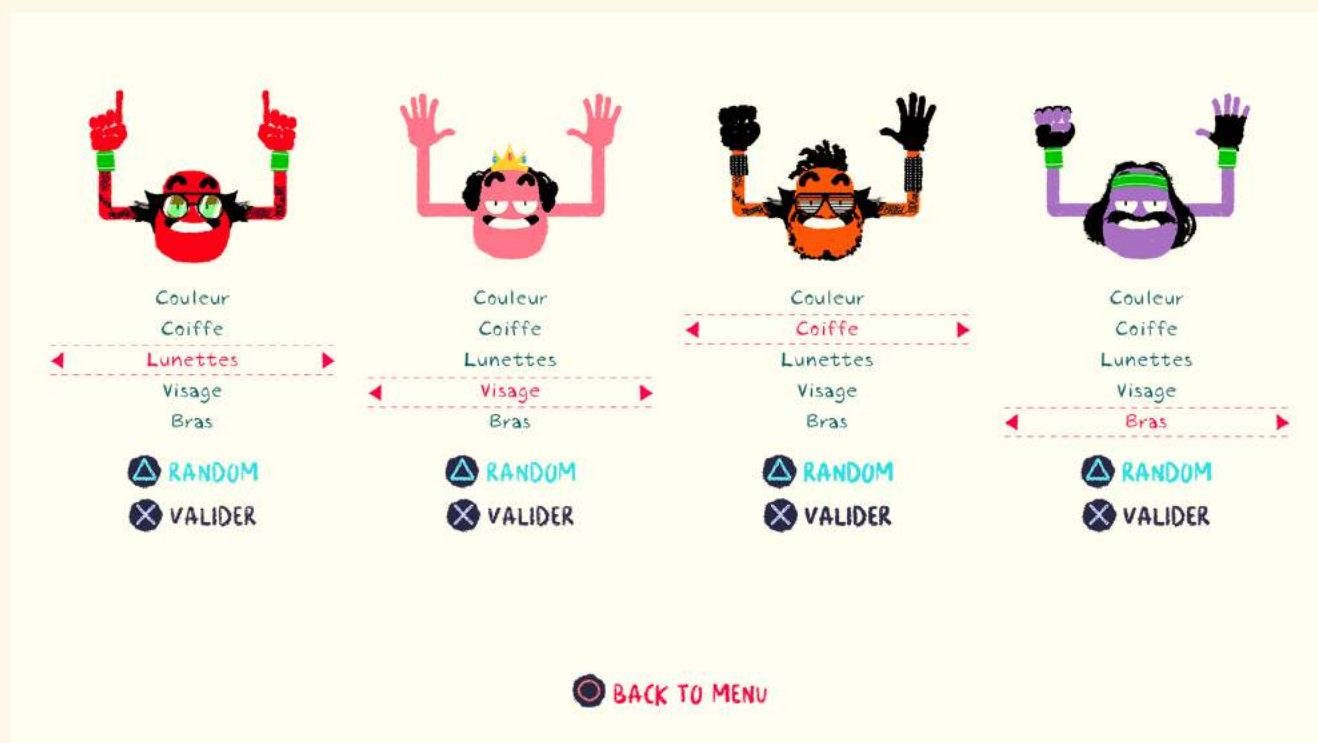 Couleur
Coiffe
Lunettes
Visage
Bras
RANDOM
VALIDER
Couleur
Coiffe
Lunettes
Visage
Bras
RANDOM
VALIDER
Couleur
Coiffe
Lunettes
Visage
Bras
RANDOM
VALIDER
Couleur
Coiffe
Lunettes
Visage
Bras
RANDOM
VALIDER
BACK TO MENU